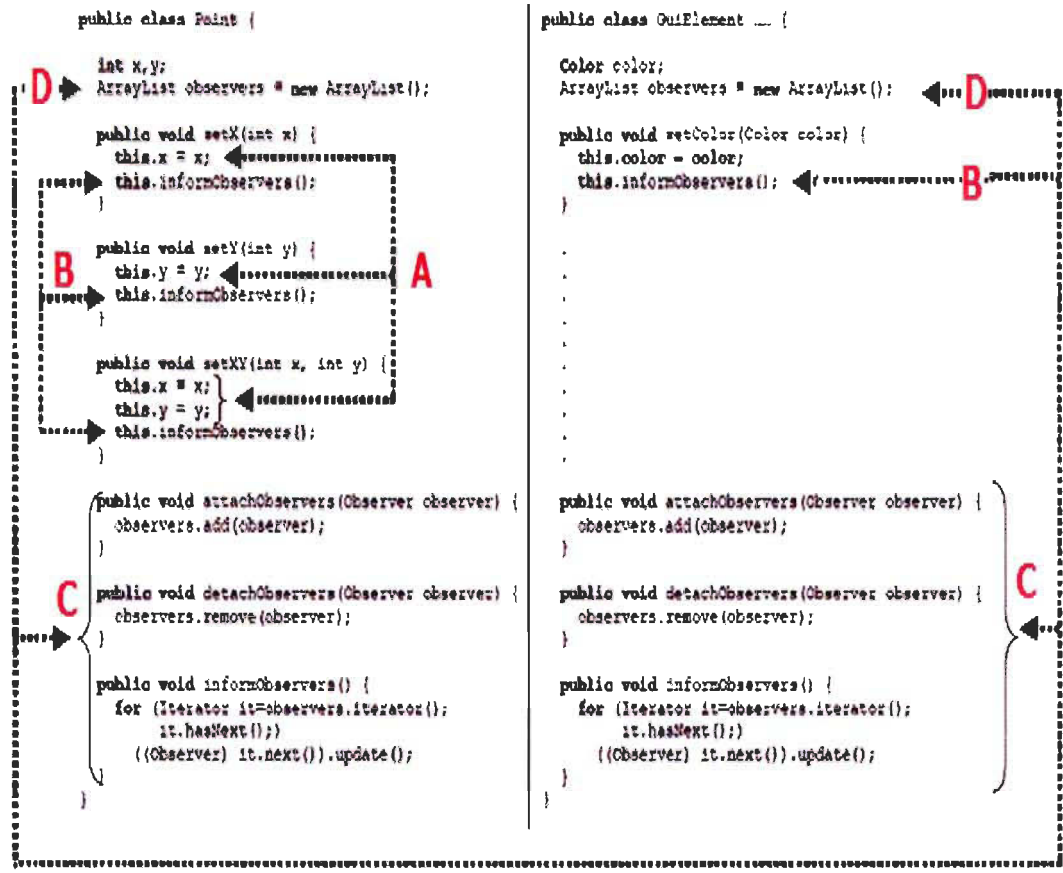 public class Point {
int x,y;
D
ArrayList observers = new ArrayList();
public void setX(int x) {
this.x = x;
this.informObservers();
}
public void setY(int y) {
B
this.y = y;
A
this.informObservers();
}
public void setXY(int x, int y) {
this.x = x;
this.y = y;
this.informObservers();
}
public void attachObservers(Observer observer) {
observers.add(observer);
}
public void detachObservers(Observer observer) {
C
observers.remove(observer);
}
public void informObservers() {
for (Iterator it=observers.iterator();
it.hasNext();)
((Observer) it.next()).update();
}
}
public class GuiElement ... {
Color color;
ArrayList observers = new ArrayList();
D
public void setColor(Color color) {
this.color = color;
this.informObservers();
B
}
.
.
.
.
.
.
.
.
.
public void attachObservers(Observer observer) {
observers.add(observer);
}
public void detachObservers(Observer observer) {
C
observers.remove(observer);
}
public void informObservers() {
for (Iterator it=observers.iterator();
it.hasNext();)
((Observer) it.next()).update();
}
}